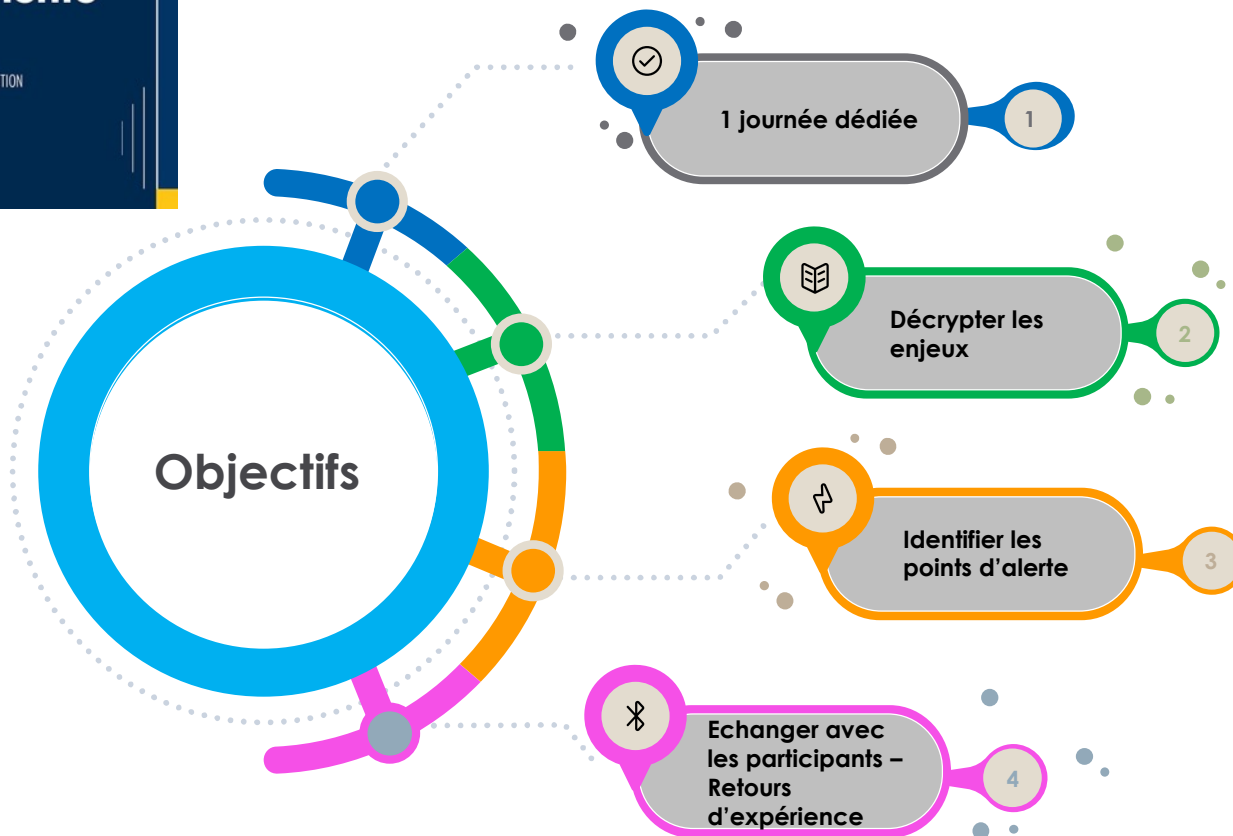 TION
1 journée dédiée
1
Décrypter les
enjeux
2
Objectifs
Identifier les
points d’alerte
3
Echanger avec
les participants –
Retours
d’expérience
4